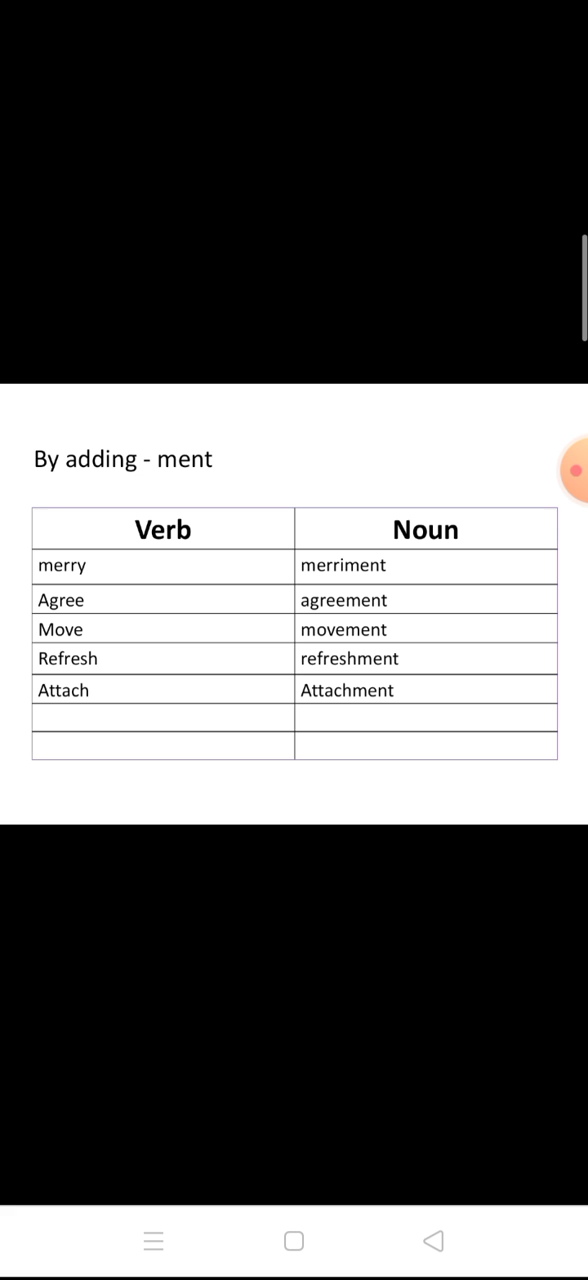 By adding - ment
Verb Noun
merry merriment
Agree agreement
Move movement
Refresh refreshment
Attach Attachment